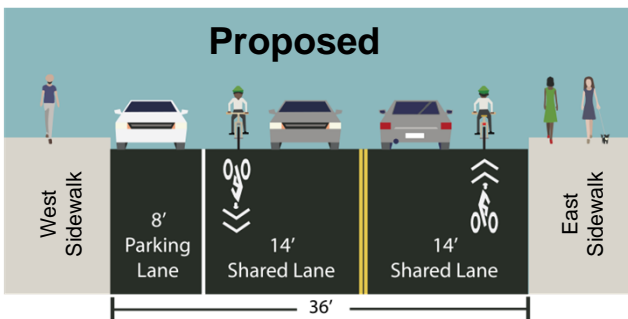 Proposed
West
Sidewalk
8’
Parking
Lane
14’
Shared Lane
14’
Shared Lane
East
Sidewalk
36’